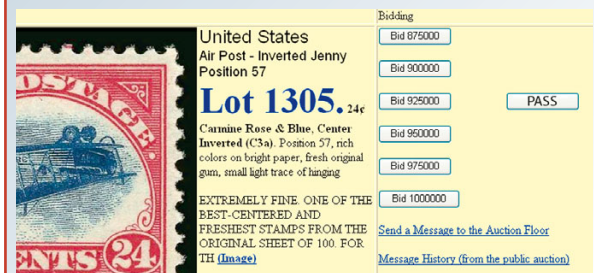 POSTAGE
CENTS 24
United States
Air Post - Inverted Jenny
Position 57
Lot 1305. 24¢
Carmine Rose & Blue, Center
Inverted (C3a). Position 57, rich
colors on bright paper, fresh original
gum, small light trace of hinging
EXTREMELY FINE. ONE OF THE
BEST-CENTERED AND
FRESHEST STAMPS FROM THE
ORIGINAL SHEET OF 100. FOR
TH (Image)
Bidding
Bid 875000
Bid 900000
Bid 925000
PASS
Bid 950000
Bid 975000
Bid 1000000
Send a Message to the Auction Floor
Message History (from the public auction)